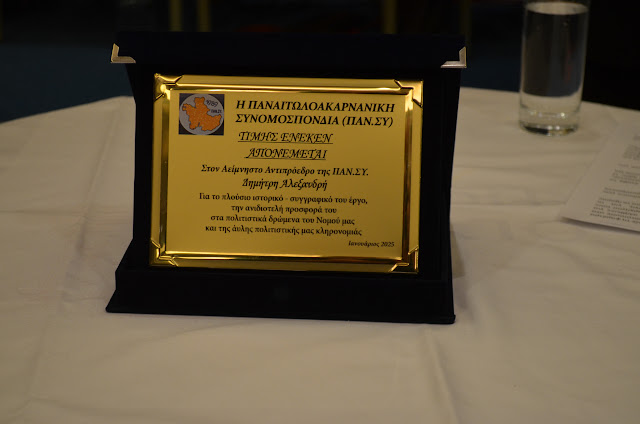 Η ΠΑΝΑΙΤΩΛΟΑΚΑΡΝΑΝΙΚΗ
ΣΥΝΟΜΟΣΠΟΝΔΙΑ (ΠΑΝ.ΣΥ)
ΤΙΜΗΣ ΕΝΕΚΕΝ
ΑΠΟΝΕΜΕΤΑΙ
Στον Αείμνηστο Αντιπρόεδρο της ΠΑΝ.ΣΥ.
Δημήτρη Αλεξανδρή
Για το πλούσιο ιστορικό - συγγραφικό του έργο,
την ανιδιοτελή προσφορά του
στα πολιτιστικά δρώμενα του Νομού μας
και της άυλης πολιτιστικής μας κληρονομιάς
Ιανουάριος 2025